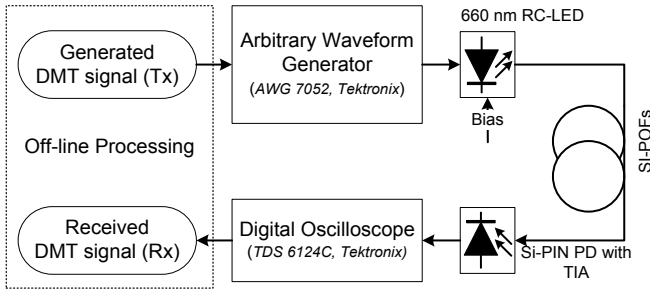 660 nm RC-LED
Generated
DMT signal (Tx)
Arbitrary Waveform
Generator
(AWG 7052, Tektronix)
Bias
SI-POFs
Off-line Processing
Received
DMT signal (Rx)
Digital Oscilloscope
(TDS 6124C, Tektronix)
Si-PIN PD with
TIA